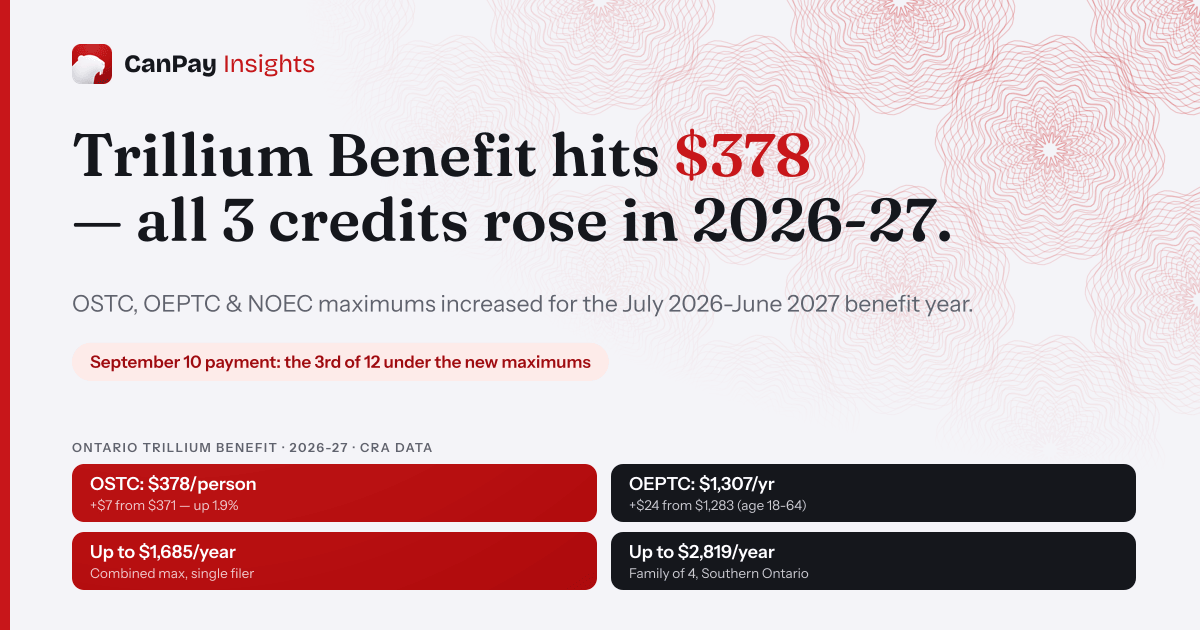 CanPay Insights
Trillium Benefit hits $378
— all 3 credits rose in 2026-27.
OSTC, OEPTC & NOEC maximums increased for the July 2026-June 2027 benefit year.
September 10 payment: the 3rd of 12 under the new maximums
ONTARIO TRILLIUM BENEFIT · 2026-27 · CRA DATA
OSTC: $378/person
+$7 from $371 — up 1.9%
OEPTC: $1,307/yr
+$24 from $1,283 (age 18-64)
Up to $1,685/year
Combined max, single filer
Up to $2,819/year
Family of 4, Southern Ontario